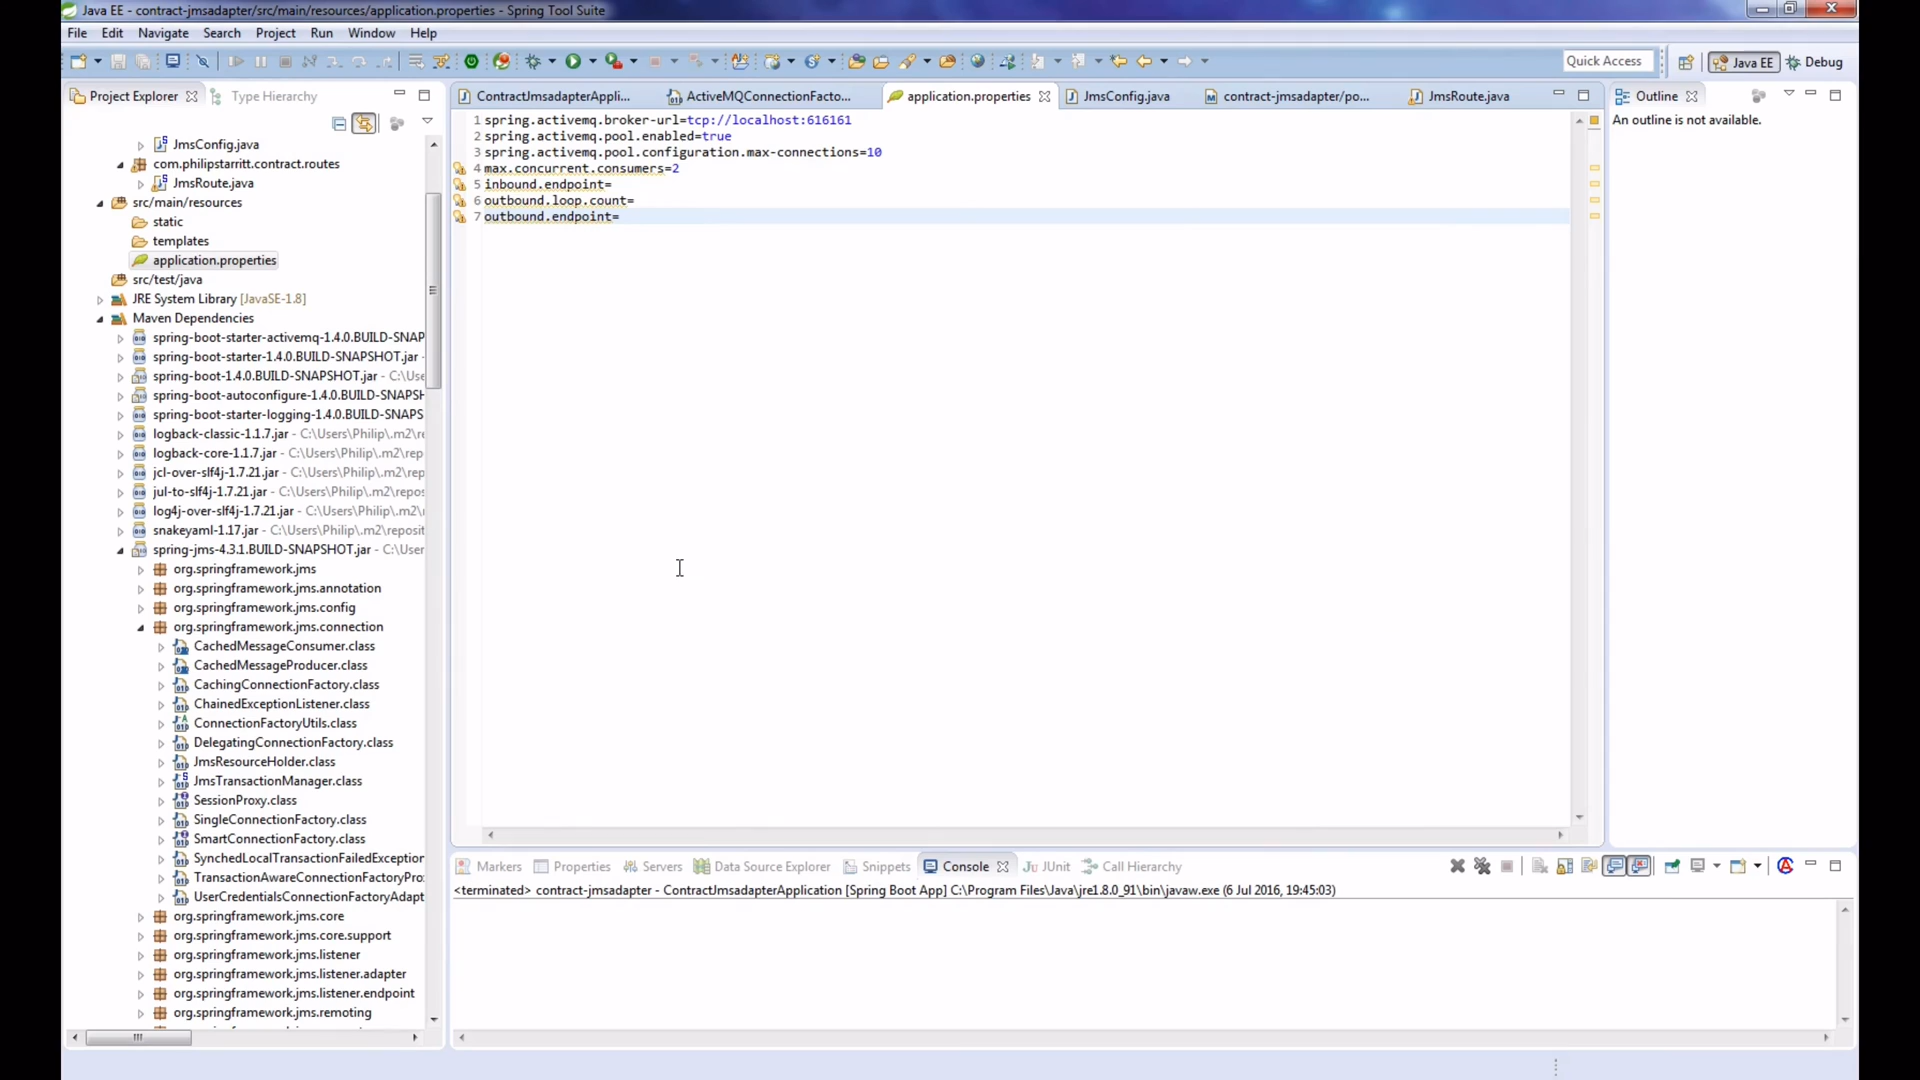 Java EE - contract-jmsadapter/src/main/resources/application.properties - Spring Tool Suite
File Edit Navigate Search Project Run Window Help
Quick Access
Java EE
Debug
Project Explorer
Type Hierarchy
JmsConfig.java
com.philipstarritt.contract.routes
JmsRoute.java
src/main/resources
static
templates
application.properties
src/test/java
JRE System Library [JavaSE-1.8]
Maven Dependencies
spring-boot-starter-activemq-1.4.0.BUILD-SNAP
spring-boot-starter-1.4.0.BUILD-SNAPSHOT.jar -
spring-boot-1.4.0.BUILD-SNAPSHOT.jar - C:\Use
spring-boot-autoconfigure-1.4.0.BUILD-SNAPSH
spring-boot-starter-logging-1.4.0.BUILD-SNAPS
logback-classic-1.1.7.jar - C:\Users\Philip\.m2\re
logback-core-1.1.7.jar - C:\Users\Philip\.m2\rep
jcl-over-slf4j-1.7.21.jar - C:\Users\Philip\.m2\rep
jul-to-slf4j-1.7.21.jar - C:\Users\Philip\.m2\repos
log4j-over-slf4j-1.7.21.jar - C:\Users\Philip\.m2\
snakeyaml-1.17.jar - C:\Users\Philip\.m2\reposit
spring-jms-4.3.1.BUILD-SNAPSHOT.jar - C:\User
org.springframework.jms
org.springframework.jms.annotation
org.springframework.jms.config
org.springframework.jms.connection
CachedMessageConsumer.class
CachedMessageProducer.class
CachingConnectionFactory.class
ChainedExceptionListener.class
ConnectionFactoryUtils.class
DelegatingConnectionFactory.class
JmsResourceHolder.class
JmsTransactionManager.class
SessionProxy.class
SingleConnectionFactory.class
SmartConnectionFactory.class
SynchedLocalTransactionFailedException
TransactionAwareConnectionFactoryPro
UserCredentialsConnectionFactoryAdapt
org.springframework.jms.core
org.springframework.jms.core.support
org.springframework.jms.listener
org.springframework.jms.listener.adapter
org.springframework.jms.listener.endpoint
org.springframework.jms.remoting
ContractJmsadapterAppli...
ActiveMQConnectionFacto...
application.properties
JmsConfig.java
contract-jmsadapter/po...
JmsRoute.java
1 spring.activemq.broker-url=tcp://localhost:616161
2 spring.activemq.pool.enabled=true
3 spring.activemq.pool.configuration.max-connections=10
4 max.concurrent.consumers=2
5 inbound.endpoint=
6 outbound.loop.count=
7 outbound.endpoint=
Outline
An outline is not available.
Markers Properties Servers Data Source Explorer Snippets Console JUnit Call Hierarchy
<terminated> contract-jmsadapter - ContractJmsadapterApplication [Spring Boot App] C:\Program Files\Java\jre1.8.0_91\bin\javaw.exe (6 Jul 2016, 19:45:03)